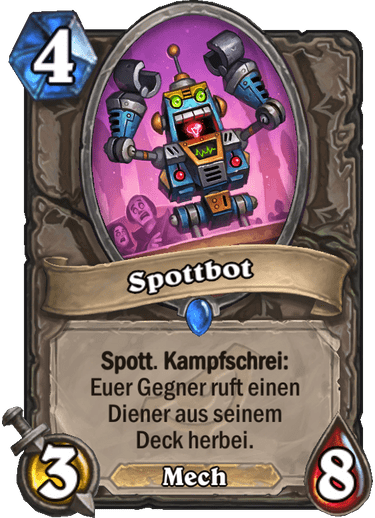 4
Spottbot
Spott. Kampfschrei:
Euer Gegner ruft einen
Diener aus seinem
Deck herbei.
3
Mech
8